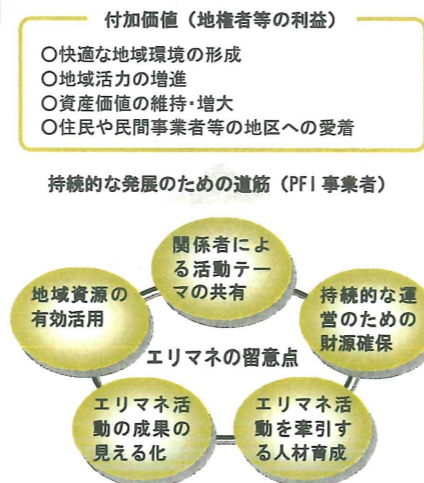 付加価値（地権者等の利益）
○快適な地域環境の形成
○地域活力の増進
○資産価値の維持・増大
○住民や民間事業者等の地区への愛着
持続的な発展のための道筋（PFI 事業者）
関係者によ
る活動テー
マの共有
地域資源の
有効活用
持続的な運
営のための
財源確保
エリマネの留意点
エリマネ活
動の成果の
見える化
エリマネ活
動を牽引す
る人材育成